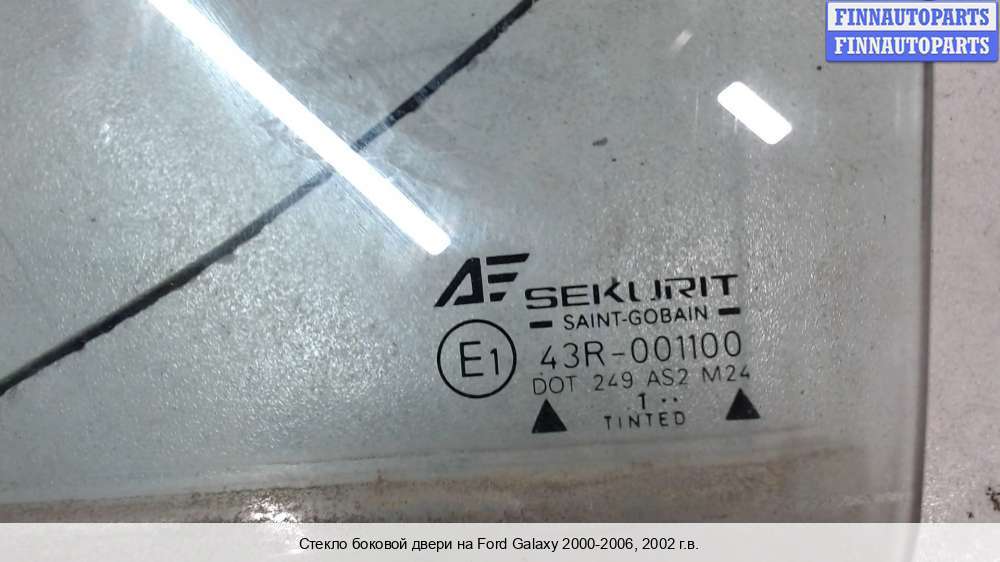 FINNAUTOPARTS
FINNAUTOPARTS
AF SEKURIT
SAINT-GOBAIN
E1 43R-001100
DOT 249 AS2 M24
.1 ..
TINTED
Стекло боковой двери на Ford Galaxy 2000-2006, 2002 г.в.